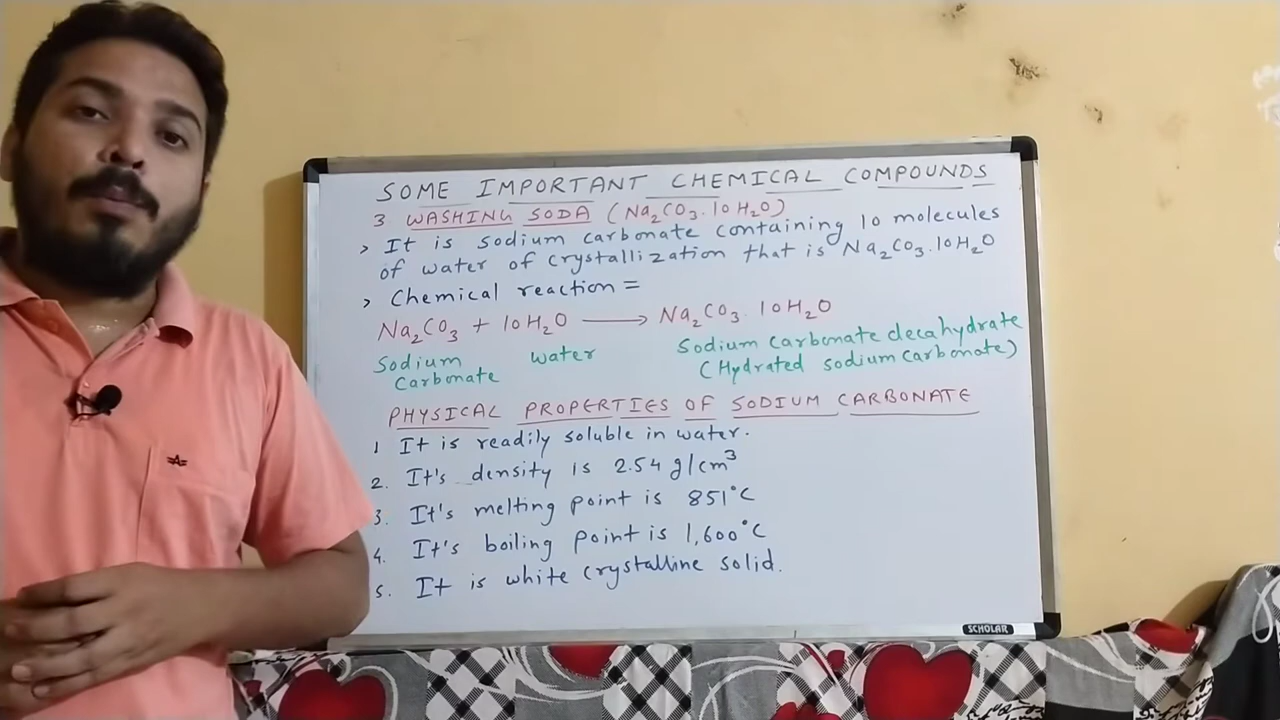 SOME IMPORTANT CHEMICAL COMPOUNDS
3 WASHING SODA (Na₂CO₃.10H₂O)
> It is sodium carbonate containing 10 molecules
of water of crystallization that is Na₂CO₃.10H₂O
> Chemical reaction =
Na₂CO₃ + 10H₂O ⟶ Na₂CO₃.10H₂O
Sodium Carbonate water Sodium carbonate decahydrate
(Hydrated sodium carbonate)
PHYSICAL PROPERTIES OF SODIUM CARBONATE
1 It is readily soluble in water.
2. It's density is 2.54 g/cm³
3. It's melting point is 851°C
4. It's boiling point is 1,600°C
5. It is white crystalline solid.
SCHOLAR